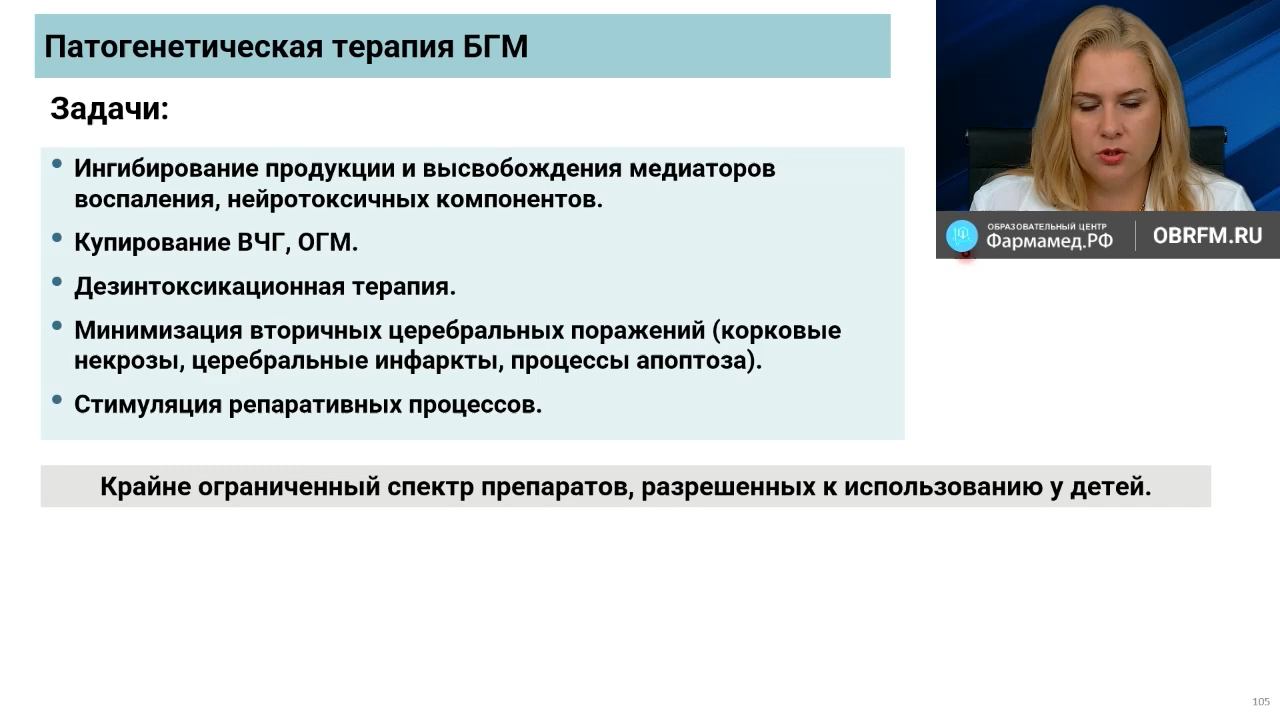 Патогенетическая терапия БГМ
Задачи:
• Ингибирование продукции и высвобождения медиаторов
воспаления, нейротоксичных компонентов.
• Купирование ВЧГ, ОГМ.
• Дезинтоксикационная терапия.
• Минимизация вторичных церебральных поражений (корковые
некрозы, церебральные инфаркты, процессы апоптоза).
• Стимуляция репаративных процессов.
Крайне ограниченный спектр препаратов, разрешенных к использованию у детей.
ОБРАЗОВАТЕЛЬНЫЙ ЦЕНТР
Фармамед.РФ
OBRFM.RU
105